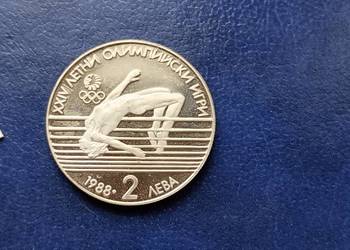 XXIV ЛЕТНИ ОЛИМПИЙСКИ ИГРИ
1988 • 2 ЛЕВА